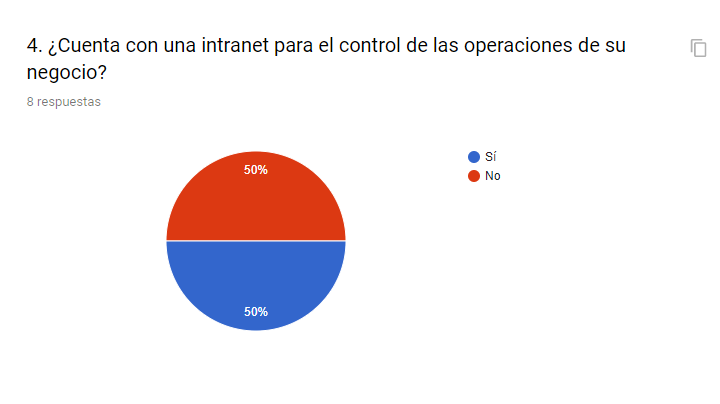 4. ¿Cuenta con una intranet para el control de las operaciones de su
negocio?
8 respuestas
50%
50%
Sí
No